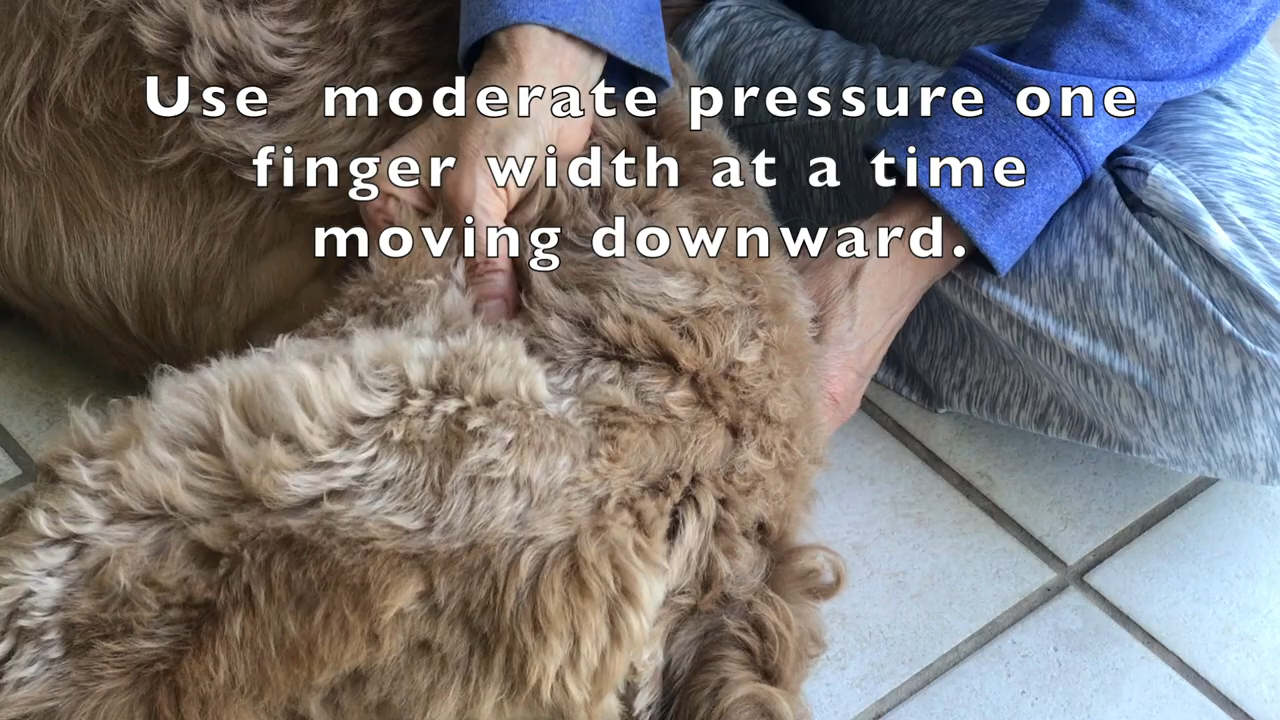 Use moderate pressure one
finger width at a time
moving downward.